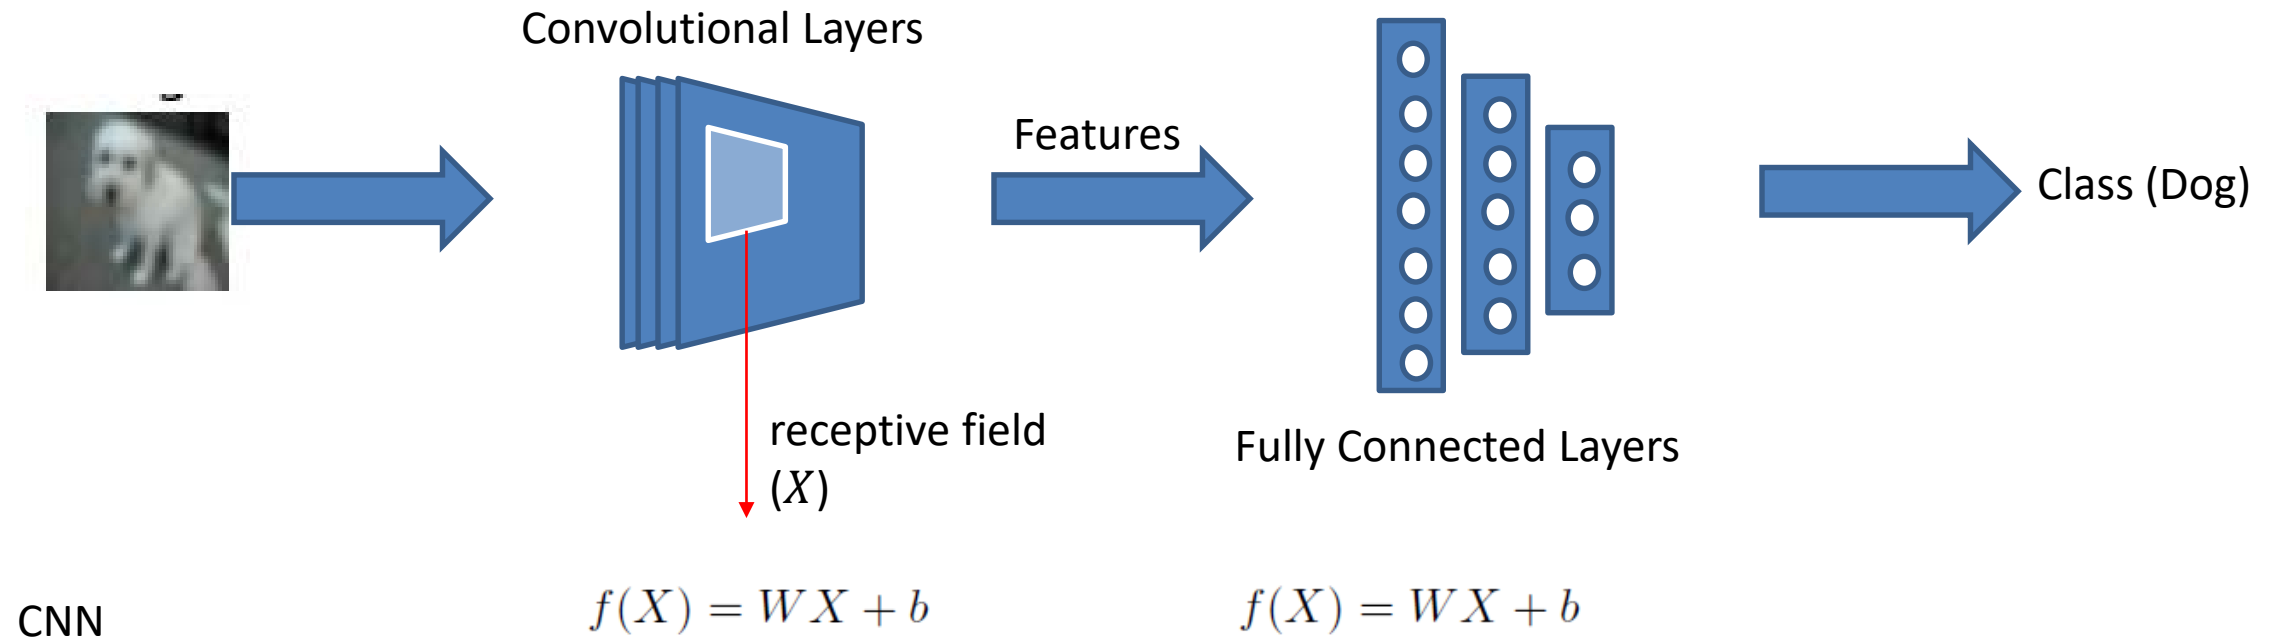 Convolutional Layers
Features
Class (Dog)
receptive field
(X)
Fully Connected Layers
f(X) = WX + b
f(X) = WX + b
CNN